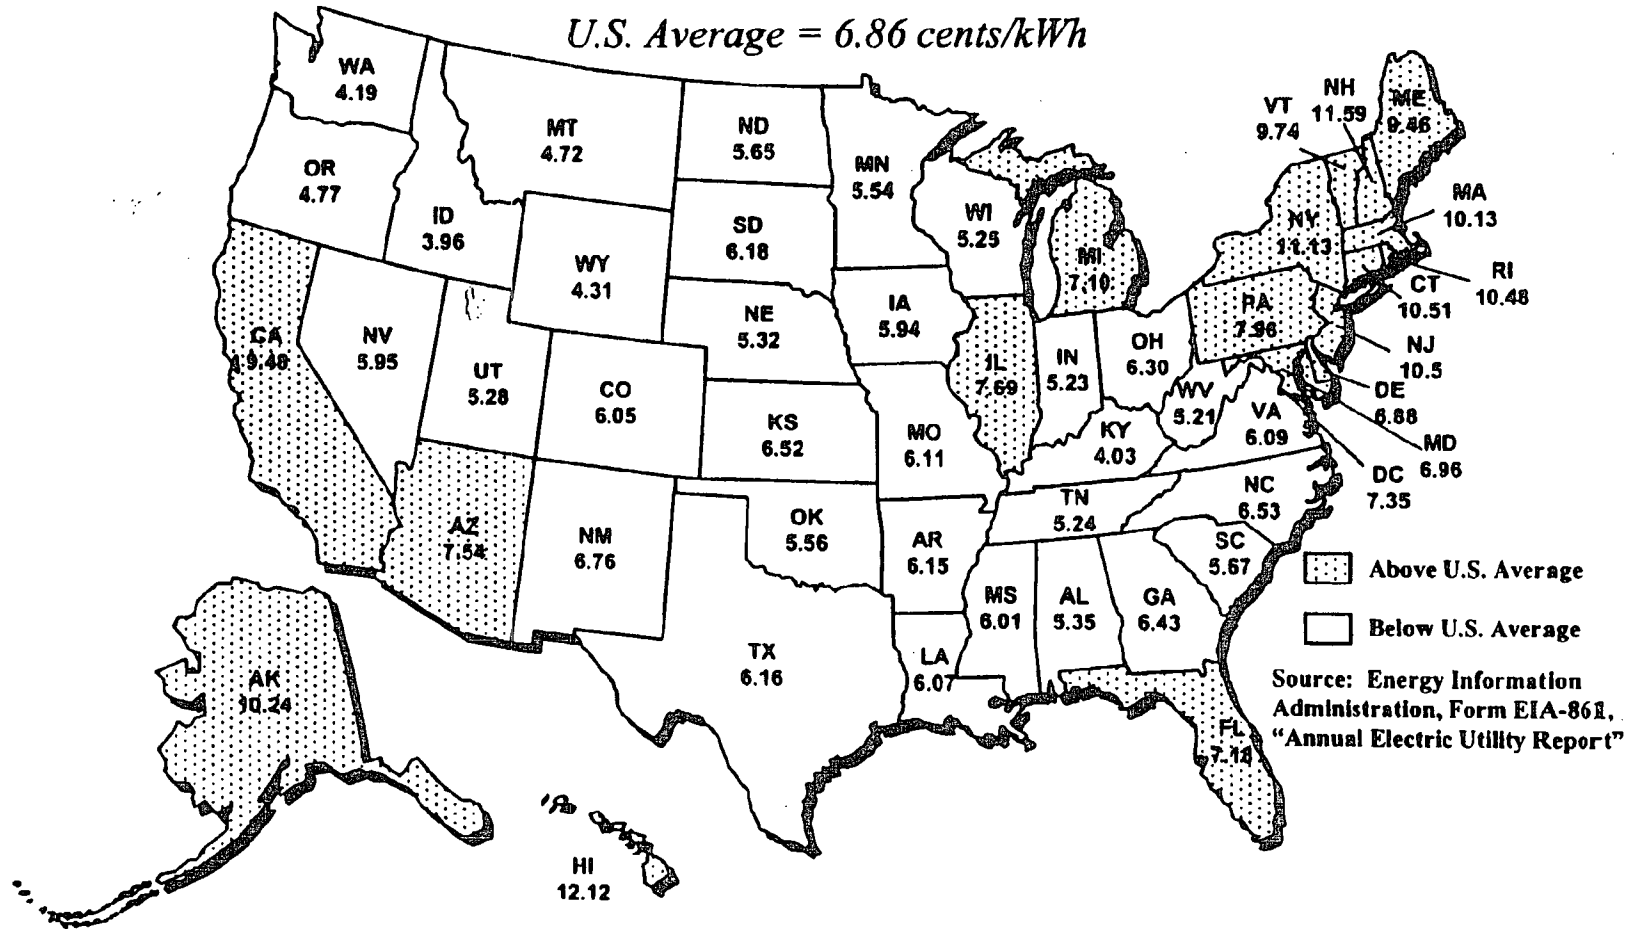 U.S. Average = 6.86 cents/kWh
WA
4.19
MT
4.72
ND
5.65
MN
5.54
VT
9.74
NH
11.59
ME
9.46
OR
4.77
ID
3.96
WY
4.31
SD
6.18
WI
5.25
MI
7.10
NY
11.13
MA
10.13
RI
10.48
CT
10.51
CA
9.48
NV
5.95
UT
5.28
CO
6.05
NE
5.32
IA
5.94
IL
7.69
IN
5.23
OH
6.30
PA
7.96
NJ
10.5
DE
6.88
MD
6.96
DC
7.35
WV
5.21
VA
6.09
KS
6.52
MO
6.11
KY
4.03
AZ
7.54
NM
6.76
OK
5.56
AR
6.15
TN
5.24
NC
6.53
SC
5.67
MS
6.01
AL
5.35
GA
6.43
TX
6.16
LA
6.07
FL
AK
10.24
HI
12.12
Above U.S. Average
Below U.S. Average
Source: Energy Information
Administration, Form EIA-861,
“Annual Electric Utility Report”